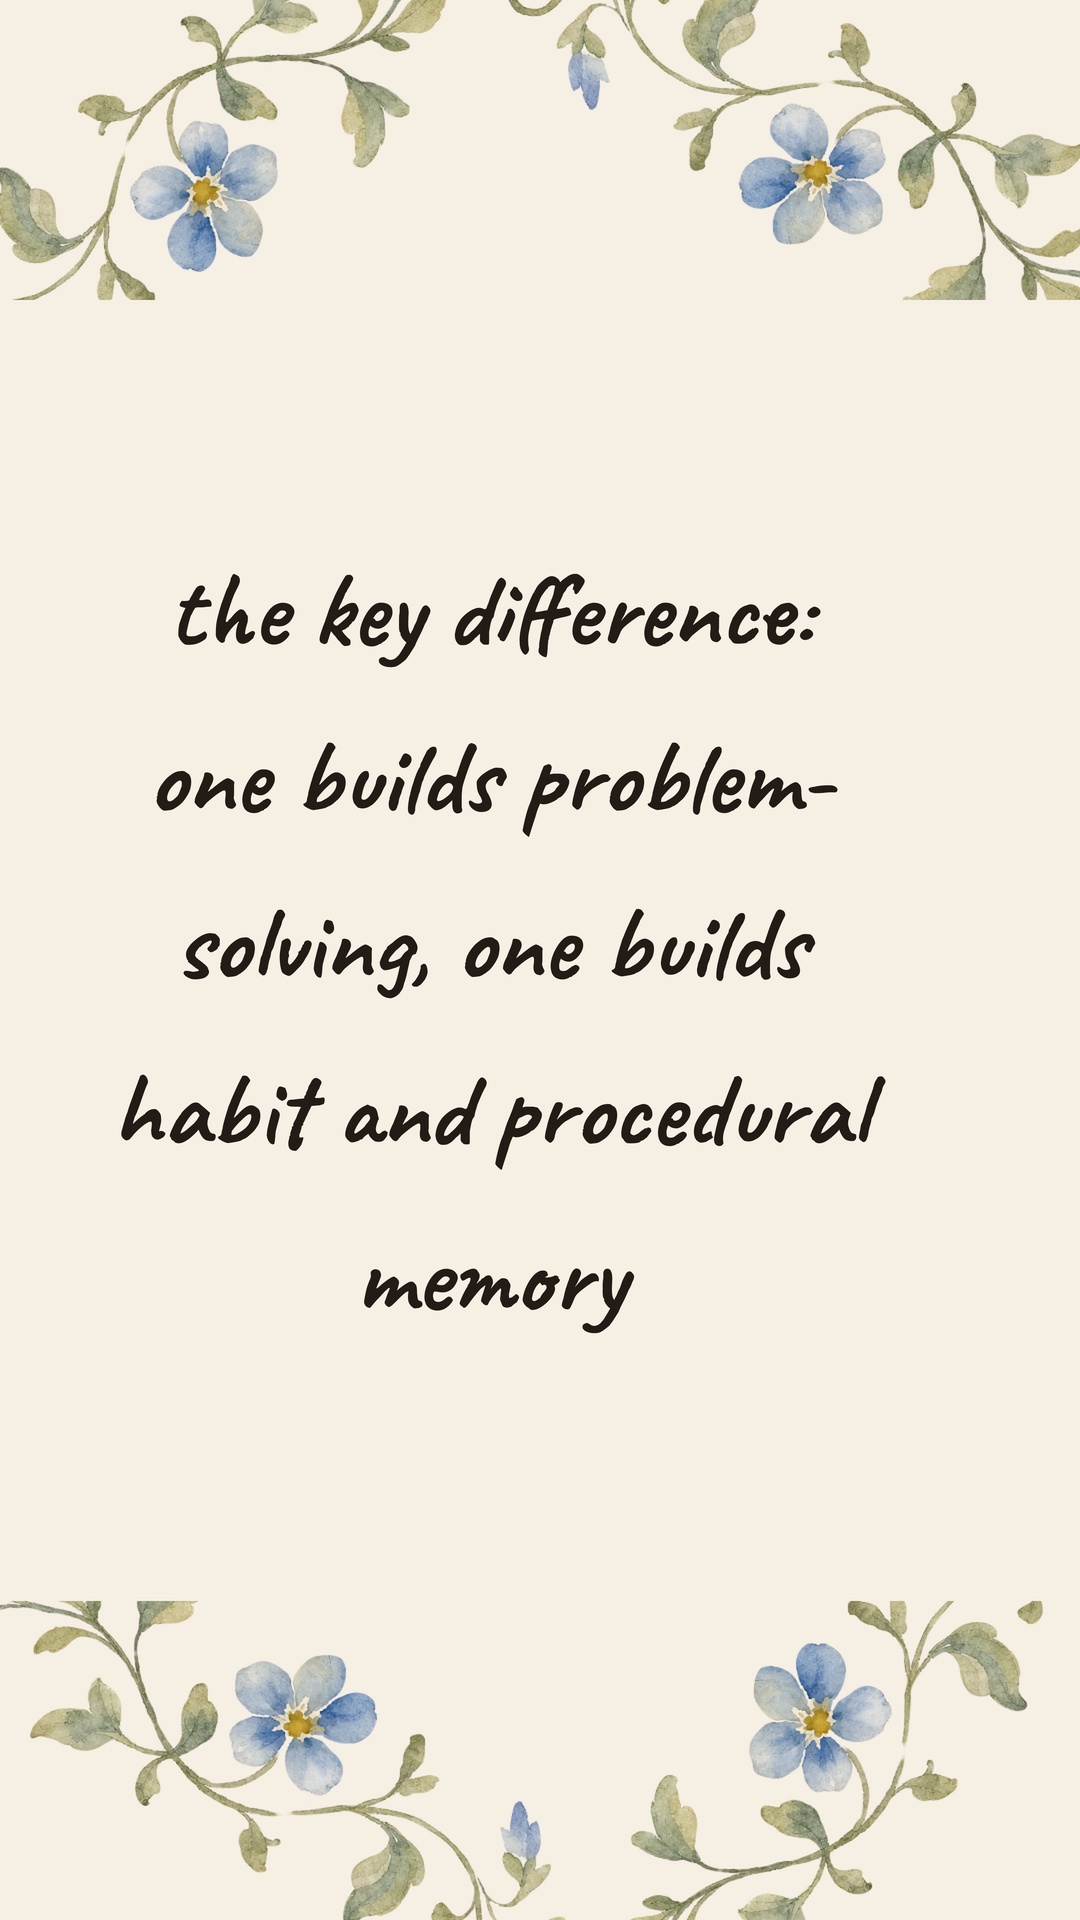 the key difference:
one builds problem-
solving, one builds
habit and procedural
memory